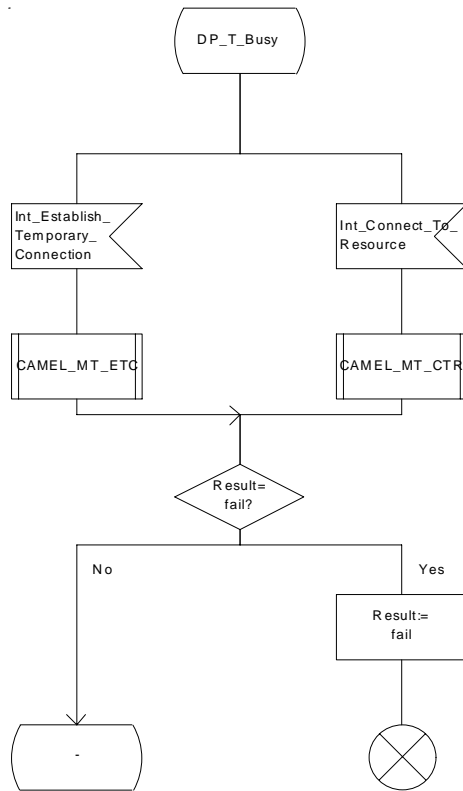 DP_T_Busy
Int_Establish_
Temporary_
Connection
Int_Connect_To_
Resource
CAMEL_MT_ETC
CAMEL_MT_CTR
Result=
fail?
No
Yes
Result:=
fail
-